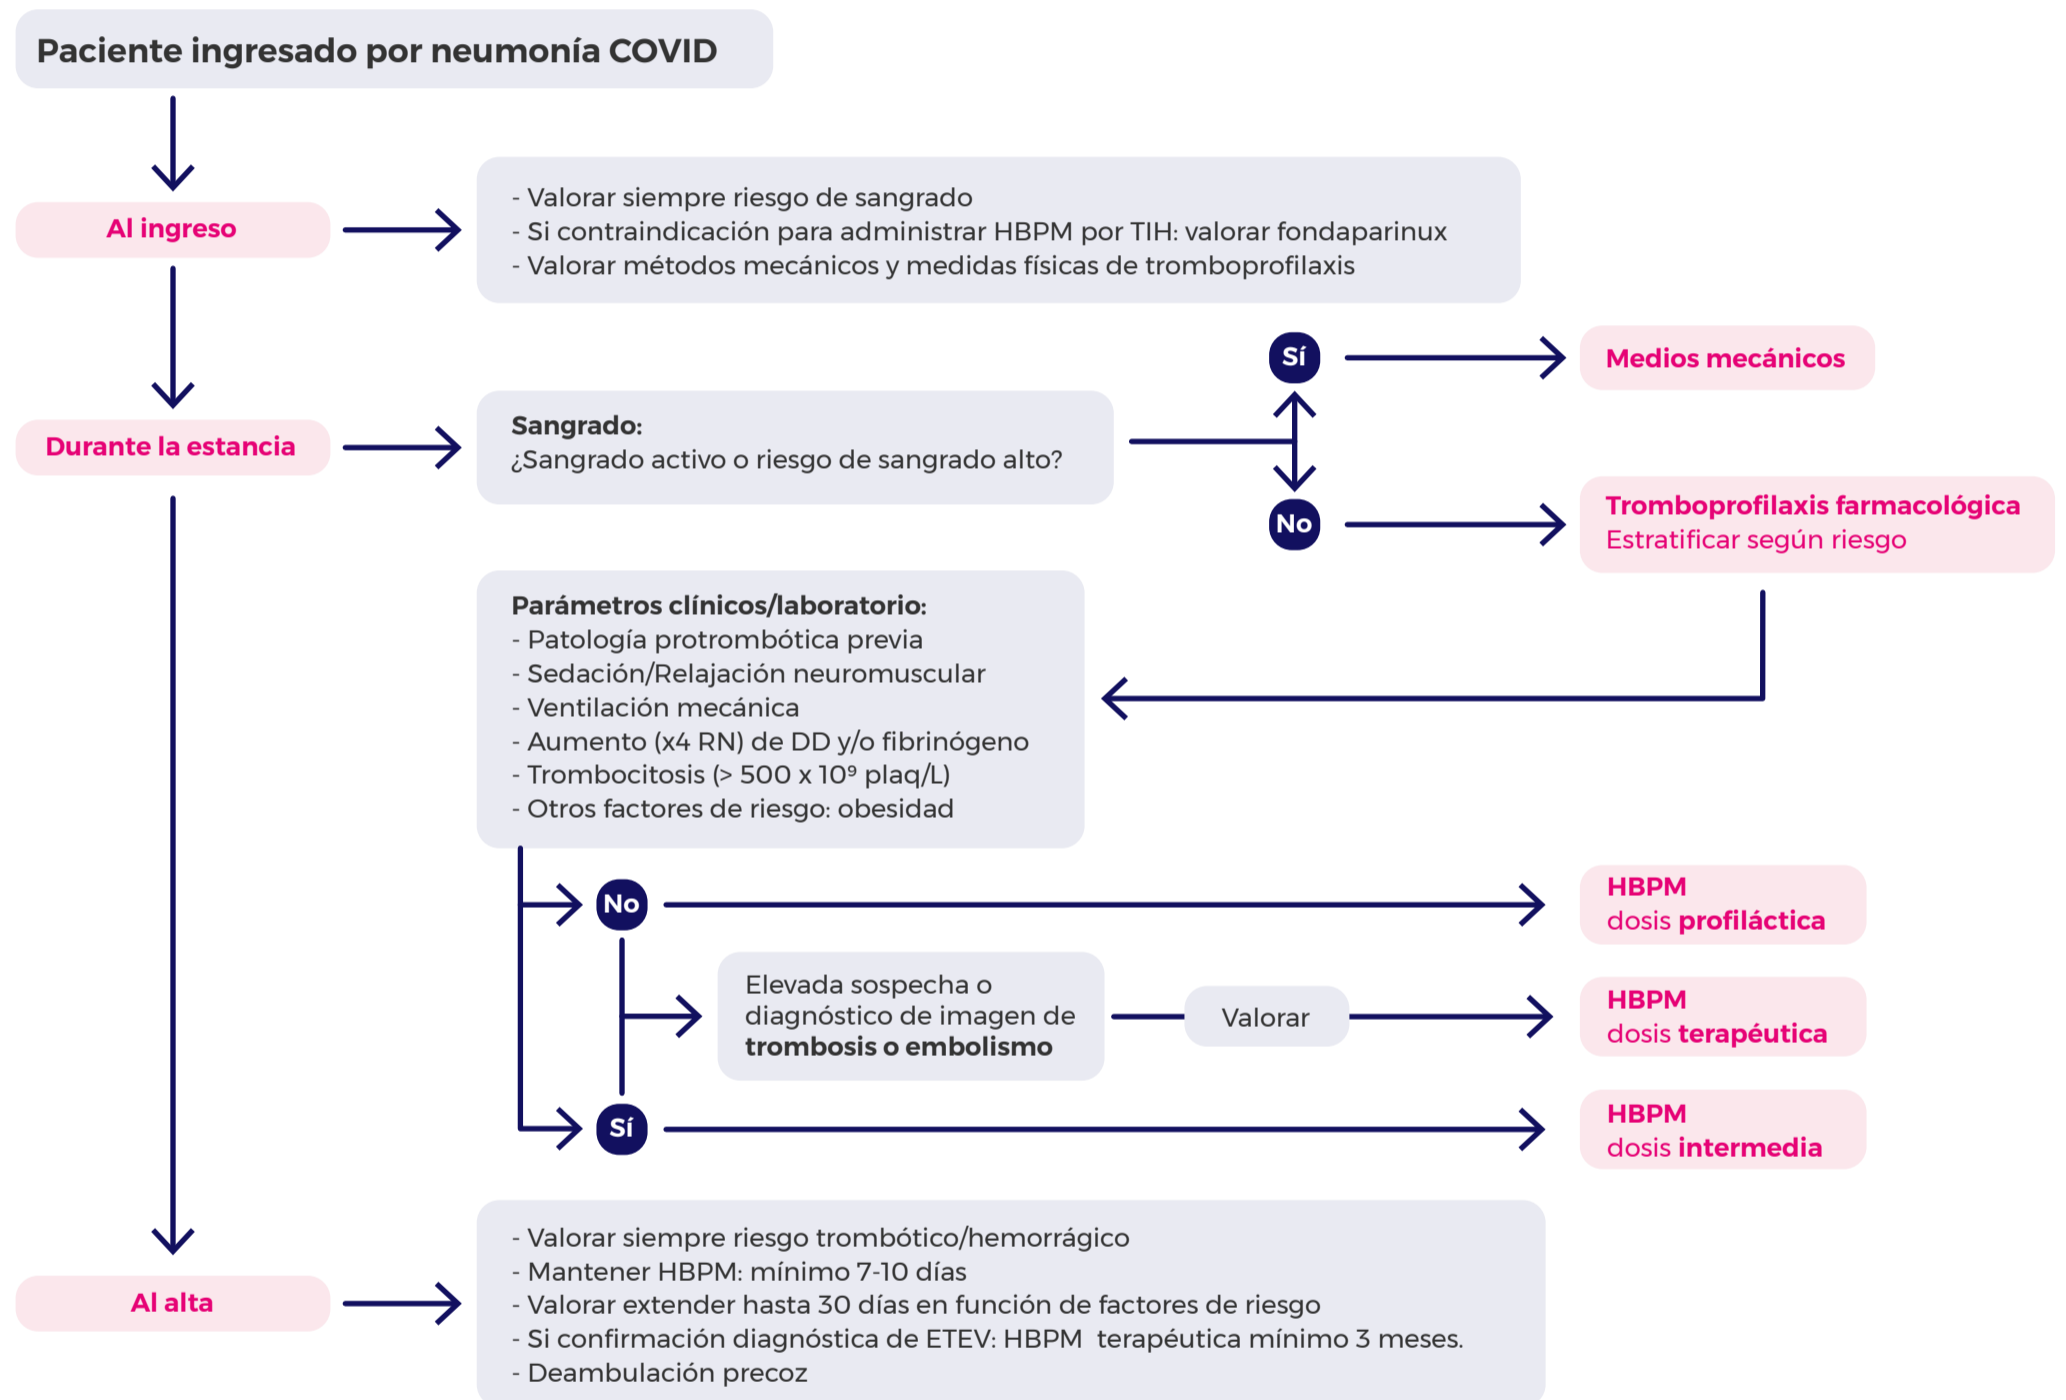 Paciente ingresado por neumonía COVID
Al ingreso
- Valorar siempre riesgo de sangrado
- Si contraindicación para administrar HBPM por TIH: valorar fondaparinux
- Valorar métodos mecánicos y medidas físicas de tromboprofilaxis
Durante la estancia
Sangrado:
¿Sangrado activo o riesgo de sangrado alto?
Sí
Medios mecánicos
No
Tromboprofilaxis farmacológica
Estratificar según riesgo
Parámetros clínicos/laboratorio:
- Patología protrombótica previa
- Sedación/Relajación neuromuscular
- Ventilación mecánica
- Aumento (x4 RN) de DD y/o fibrinógeno
- Trombocitosis (> 500 x 10⁹ plaq/L)
- Otros factores de riesgo: obesidad
No
HBPM
dosis profiláctica
Elevada sospecha o
diagnóstico de imagen de
trombosis o embolismo
Valorar
HBPM
dosis terapéutica
Sí
HBPM
dosis intermedia
Al alta
- Valorar siempre riesgo trombótico/hemorrágico
- Mantener HBPM: mínimo 7-10 días
- Valorar extender hasta 30 días en función de factores de riesgo
- Si confirmación diagnóstica de ETEV: HBPM  terapéutica mínimo 3 meses.
- Deambulación precoz